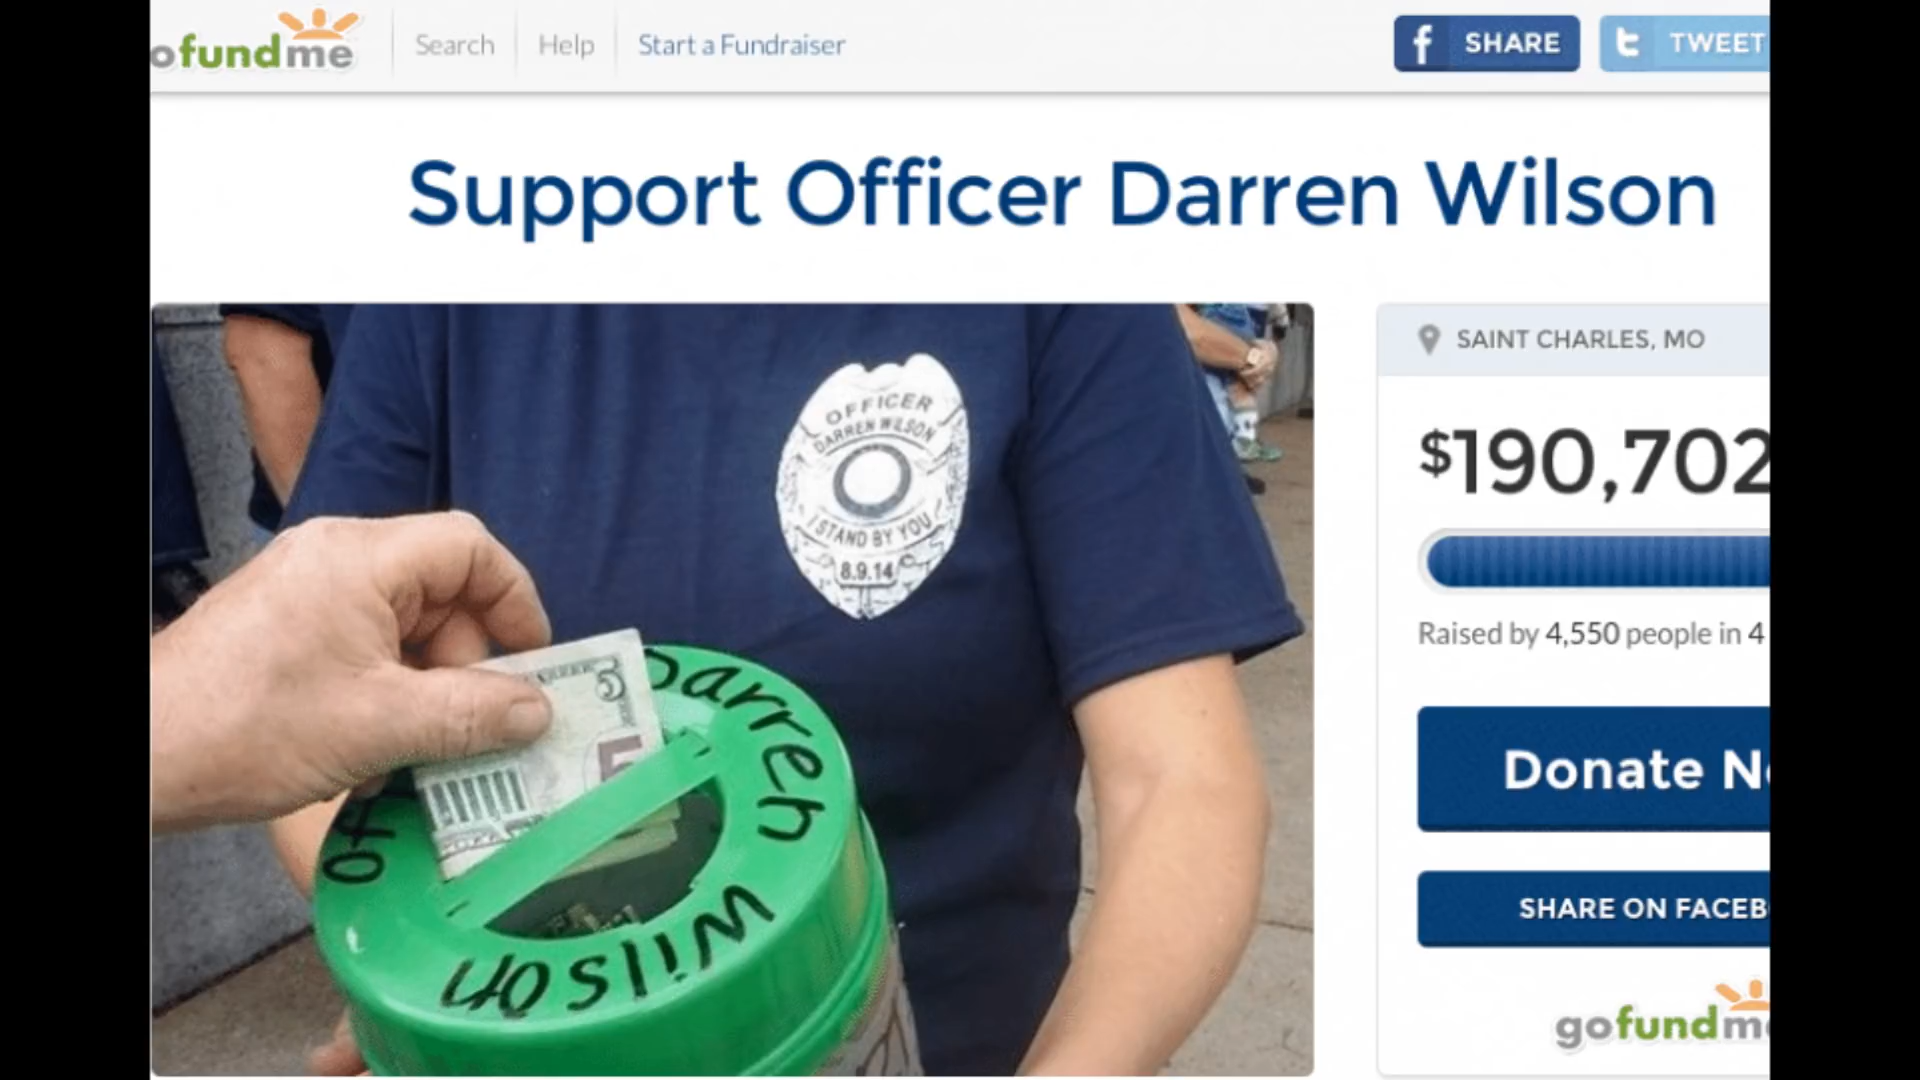 ofundme
Search
Help
Start a Fundraiser
SHARE
TWEET
Support Officer Darren Wilson
OFFICER
DARREN WILSON
I STAND BY YOU
8.9.14
5
Darren
Wilson
SAINT CHARLES, MO
$190,702
Raised by 4,550 people in 4
Donate N
SHARE ON FACEB
gofundm